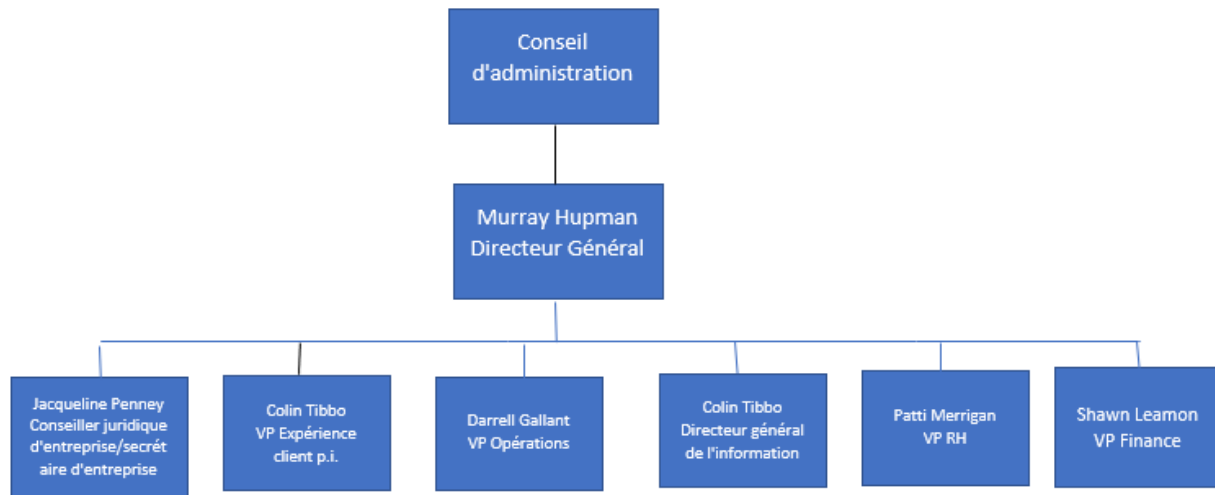 Conseil
d'administration
Murray Hupman
Directeur Général
Jacqueline Penney
Conseiller juridique
d'entreprise/secrét
aire d'entreprise
Colin Tibbo
VP Expérience
client p.i.
Darrell Gallant
VP Opérations
Colin Tibbo
Directeur général
de l'information
Patti Merrigan
VP RH
Shawn Leamon
VP Finance